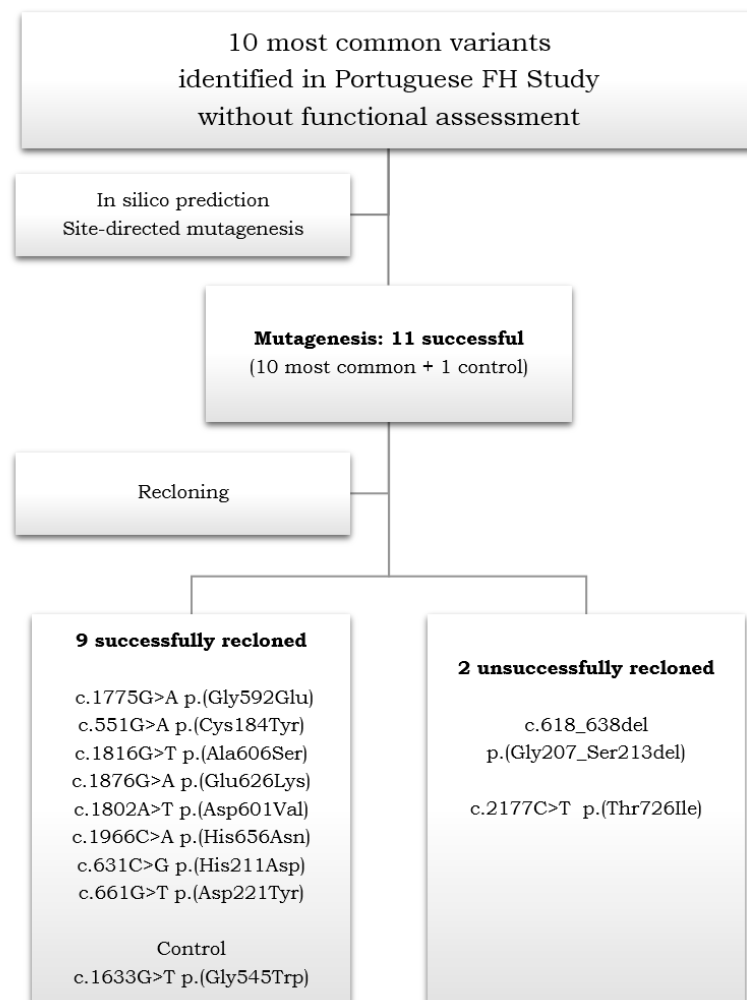 10 most common variants
identified in Portuguese FH Study
without functional assessment
In silico prediction
Site-directed mutagenesis
Mutagenesis: 11 successful
(10 most common + 1 control)
Recloning
9 successfully recloned
c.1775G>A p.(Gly592Glu)
c.551G>A p.(Cys184Tyr)
c.1816G>T p.(Ala606Ser)
c.1876G>A p.(Glu626Lys)
c.1802A>T p.(Asp601Val)
c.1966C>A p.(His656Asn)
c.631C>G p.(His211Asp)
c.661G>T p.(Asp221Tyr)
Control
c.1633G>T p.(Gly545Trp)
2 unsuccessfully recloned
c.618_638del
p.(Gly207_Ser213del)
c.2177C>T p.(Thr726Ile)